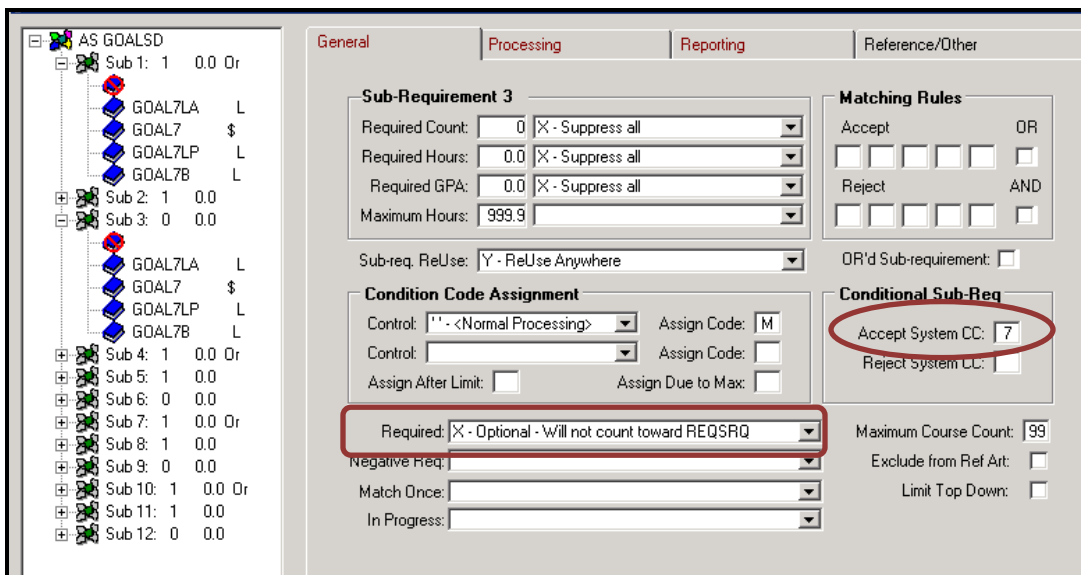 AS GOALSD
Sub 1: 1 0.0 Or
GOAL7LA L
GOAL7 $
GOAL7LP L
GOAL7B L
Sub 2: 1 0.0
Sub 3: 0 0.0
GOAL7LA L
GOAL7 $
GOAL7LP L
GOAL7B L
Sub 4: 1 0.0 Or
Sub 5: 1 0.0
Sub 6: 0 0.0
Sub 7: 1 0.0 Or
Sub 8: 1 0.0
Sub 9: 0 0.0
Sub 10: 1 0.0 Or
Sub 11: 1 0.0
Sub 12: 0 0.0
General Processing Reporting Reference/Other
Sub-Requirement 3
Required Count: 0 X - Suppress all
Required Hours: 0.0 X - Suppress all
Required GPA: 0.0 X - Suppress all
Maximum Hours: 999.9
Matching Rules
Accept OR
Reject AND
Sub-req. ReUse: Y - ReUse Anywhere
OR'd Sub-requirement:
Condition Code Assignment
Control: ' ' - <Normal Processing> Assign Code: M
Control: Assign Code:
Assign After Limit: Assign Due to Max:
Conditional Sub-Req
Accept System CC: 7
Reject System CC:
Required: X - Optional - Will not count toward REQSRQ
Negative Req:
Match Once:
In Progress:
Maximum Course Count: 99
Exclude from Ref Art:
Limit Top Down: